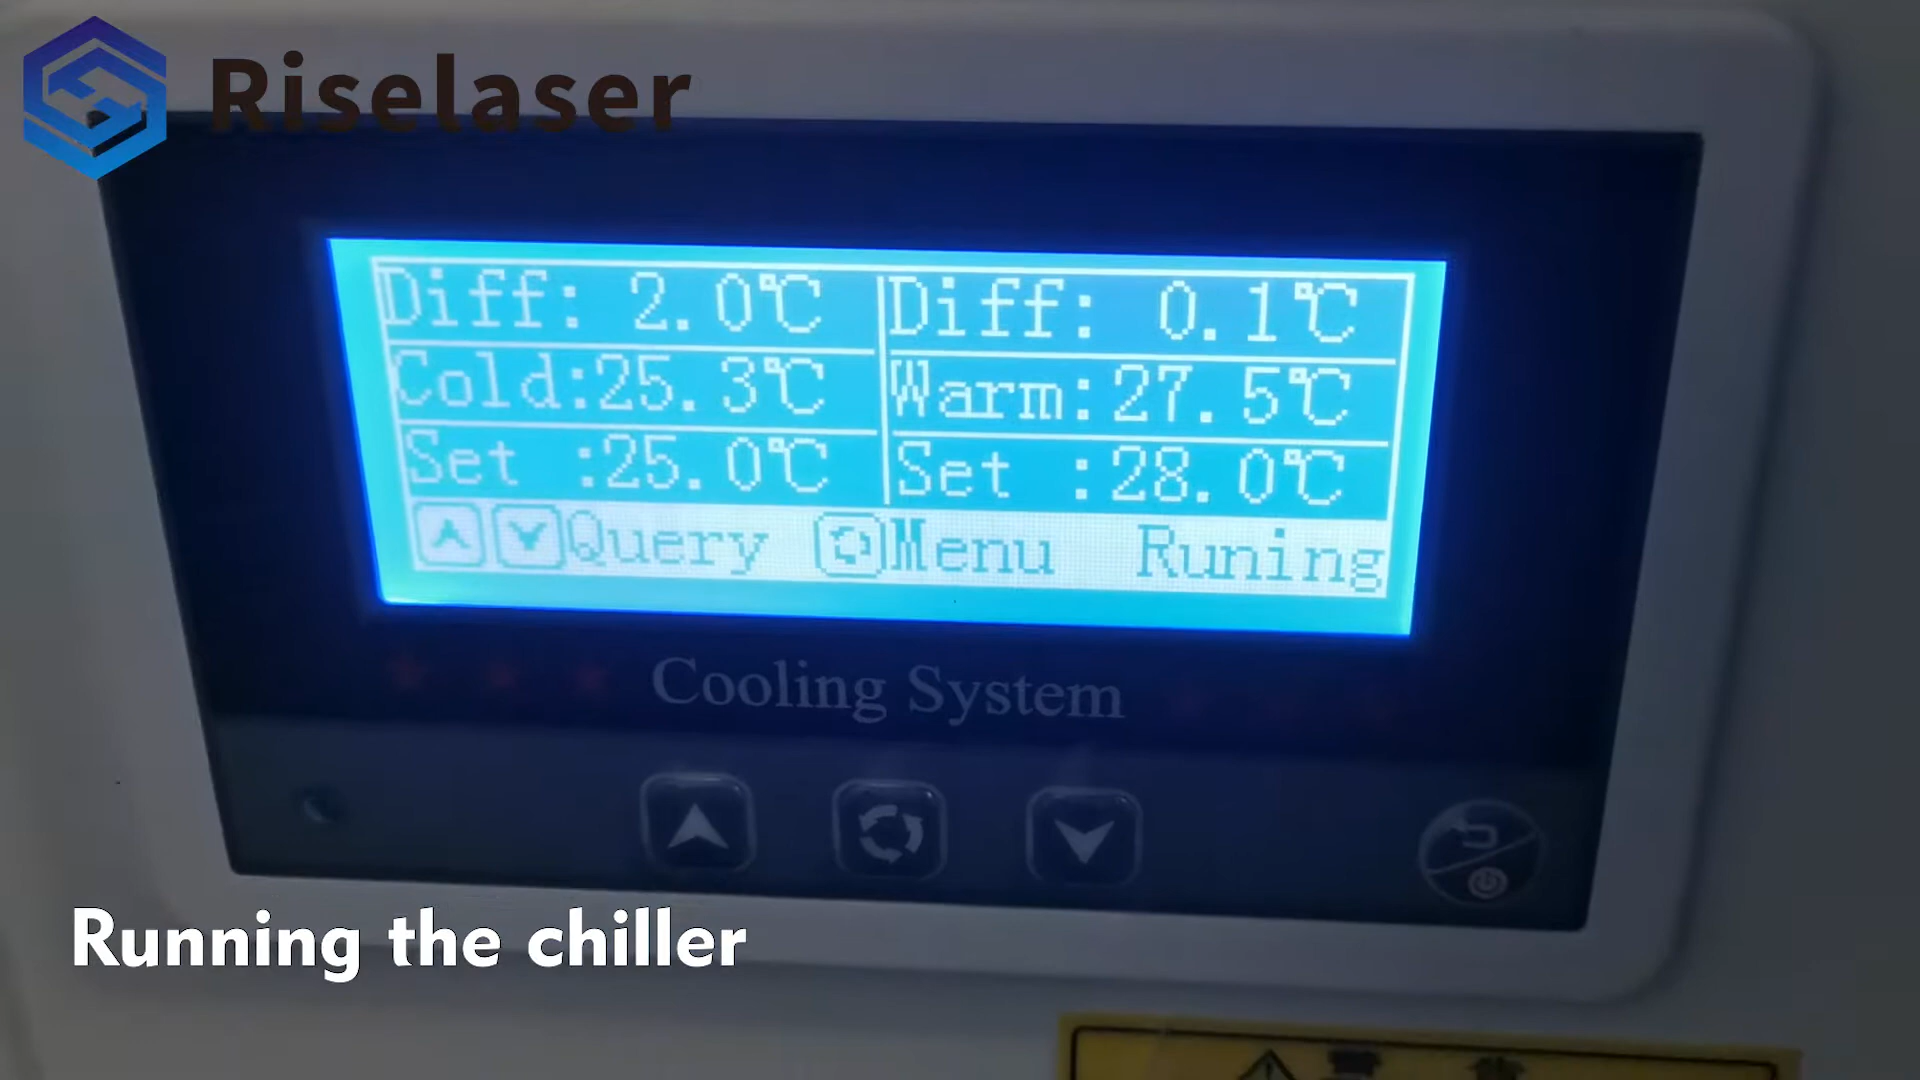 Riselaser
Diff: 2.0℃ Diff: 0.1℃
Cold:25.3℃ Warm:27.5℃
Set :25.0℃ Set :28.0℃
Query Menu Runing
Cooling System
Running the chiller